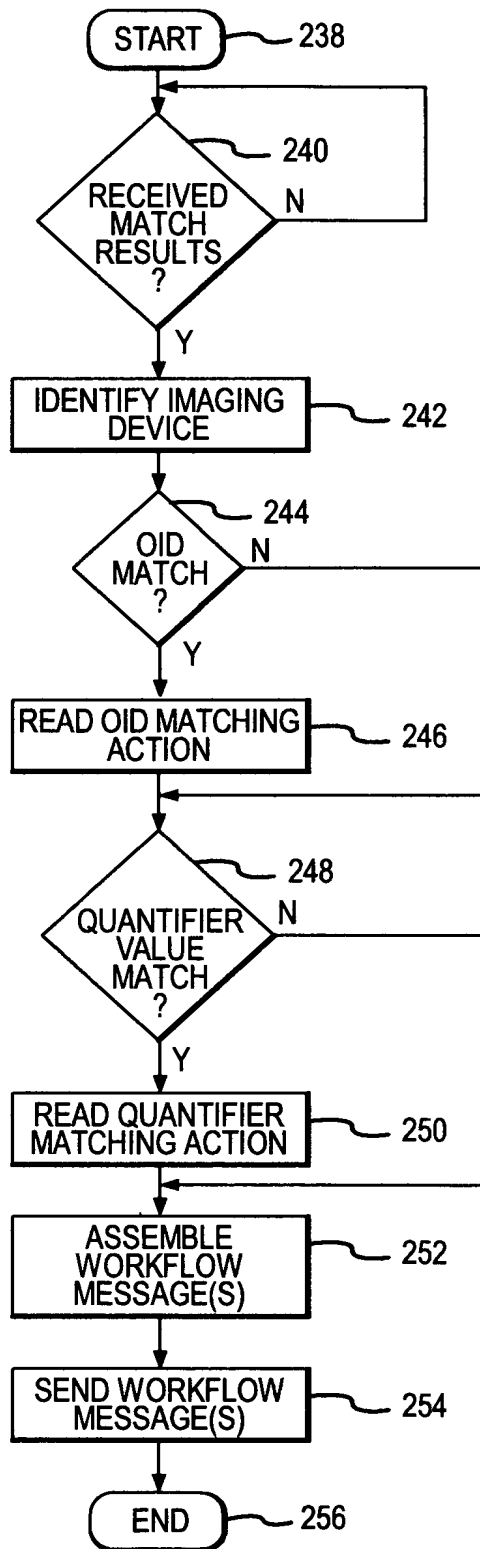 START
238
240
RECEIVED
MATCH
RESULTS
?
N
Y
IDENTIFY IMAGING
DEVICE
242
244
OID
MATCH
?
N
Y
READ OID MATCHING
ACTION
246
248
QUANTIFIER
VALUE
MATCH
?
N
Y
READ QUANTIFIER
MATCHING ACTION
250
ASSEMBLE
WORKFLOW
MESSAGE(S)
252
SEND WORKFLOW
MESSAGE(S)
254
END
256